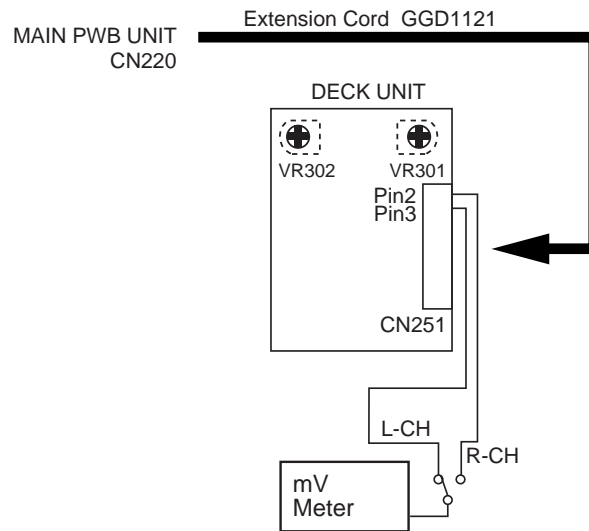 Extension Cord GGD1121
MAIN PWB UNIT
CN220
DECK UNIT
VR302
VR301
Pin2
Pin3
CN251
L-CH
R-CH
mV
Meter